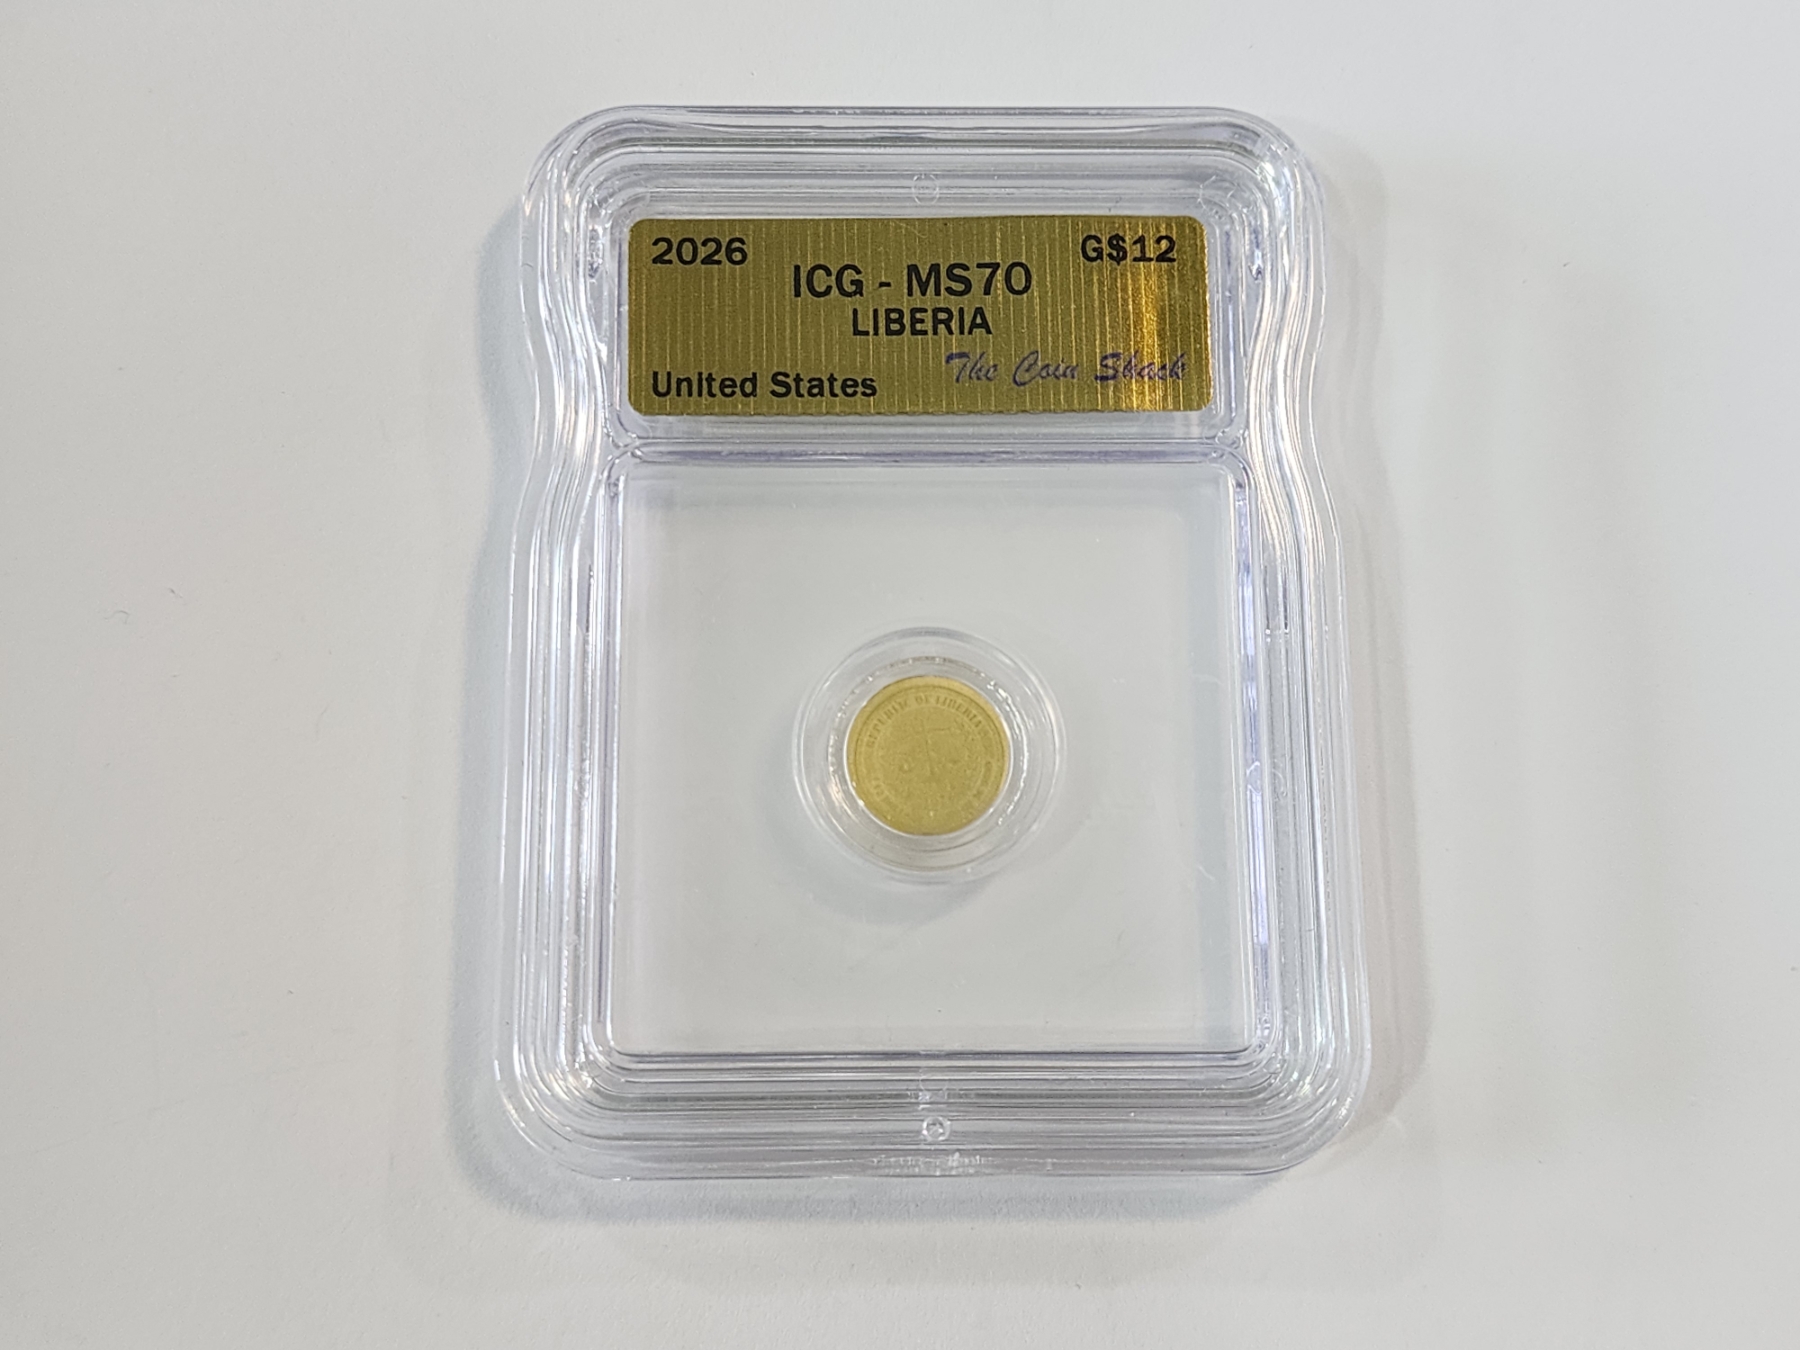 2026 G$12
ICG - MS70
LIBERIA
The Coin Shack
United States
REPUBLIC OF LIBERIA